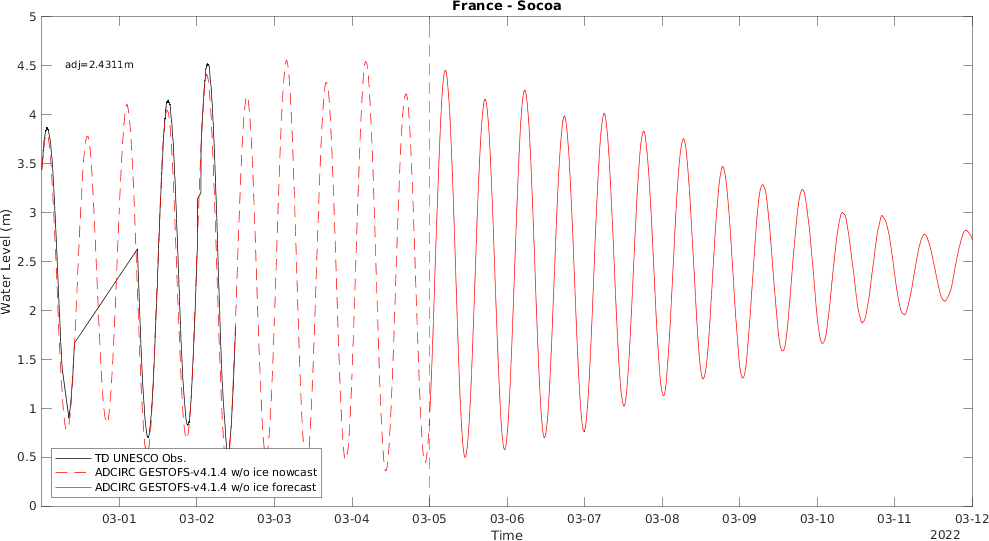 France - Socoa
5
4.5
4
3.5
3
2.5
2
1.5
1
0.5
0
Water Level (m)
adj=2.4311m
TD UNESCO Obs.
ADCIRC GESTOFS-v4.1.4 w/o ice nowcast
ADCIRC GESTOFS-v4.1.4 w/o ice forecast
03-01 03-02 03-03 03-04 03-05 03-06 03-07 03-08 03-09 03-10 03-11 03-12
Time
2022